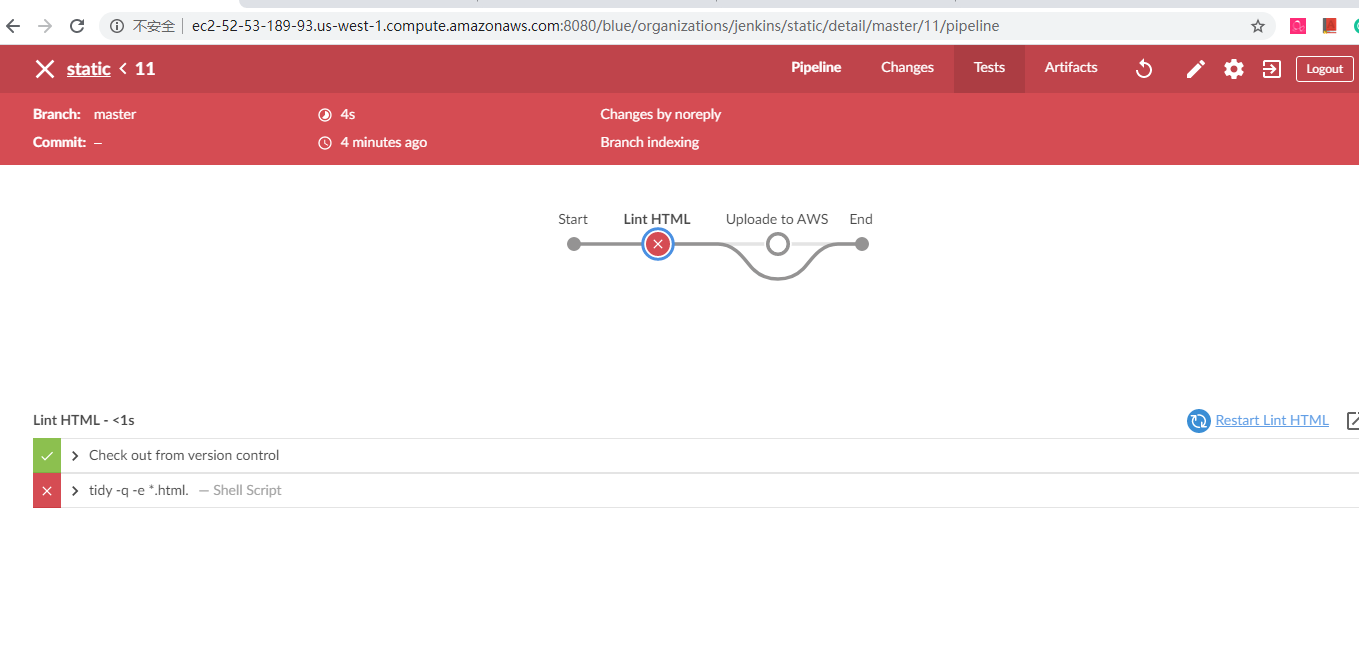 不安全 ec2-52-53-189-93.us-west-1.compute.amazonaws.com:8080/blue/organizations/jenkins/static/detail/master/11/pipeline
static < 11 Pipeline Changes Tests Artifacts Logout
Branch: master 4s Changes by noreply
Commit: – 4 minutes ago Branch indexing
Start Lint HTML Uploade to AWS End
Lint HTML - <1s Restart Lint HTML
Check out from version control
tidy -q -e *.html. — Shell Script